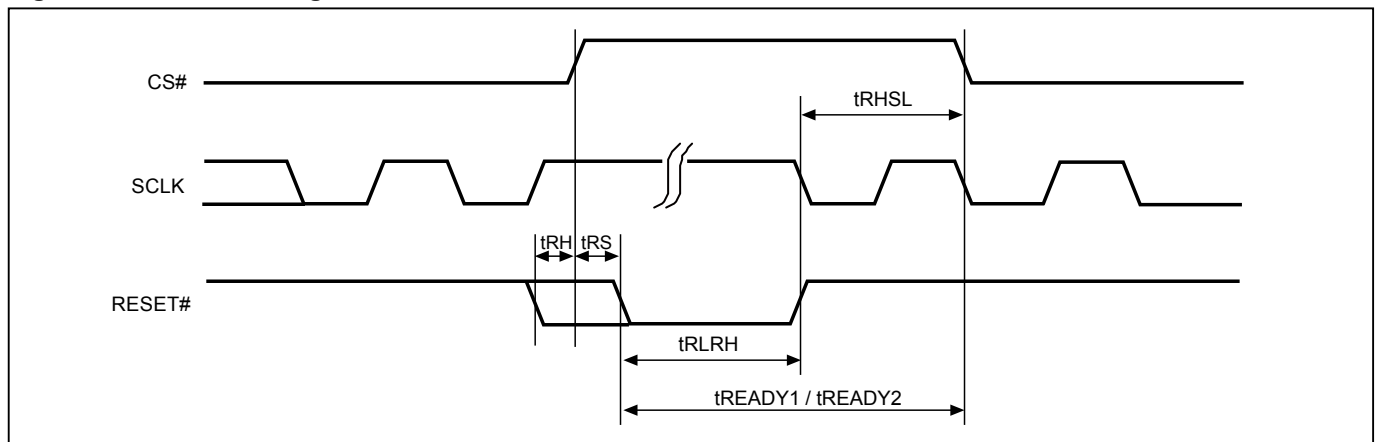 CS#
tRHSL
SCLK
tRH tRS
RESET#
tRLRH
tREADY1 / tREADY2